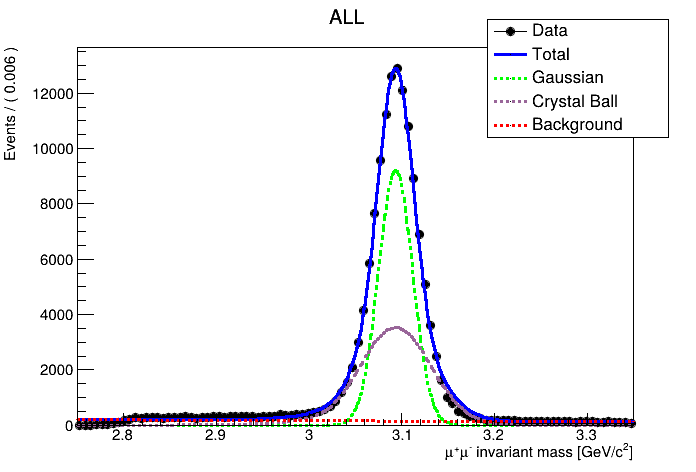 ALL
Data
Total
Gaussian
Crystal Ball
Background
Events / ( 0.006 )
12000
10000
8000
6000
4000
2000
0
2.8 2.9 3 3.1 3.2 3.3
μ⁺μ⁻ invariant mass [GeV/c²]